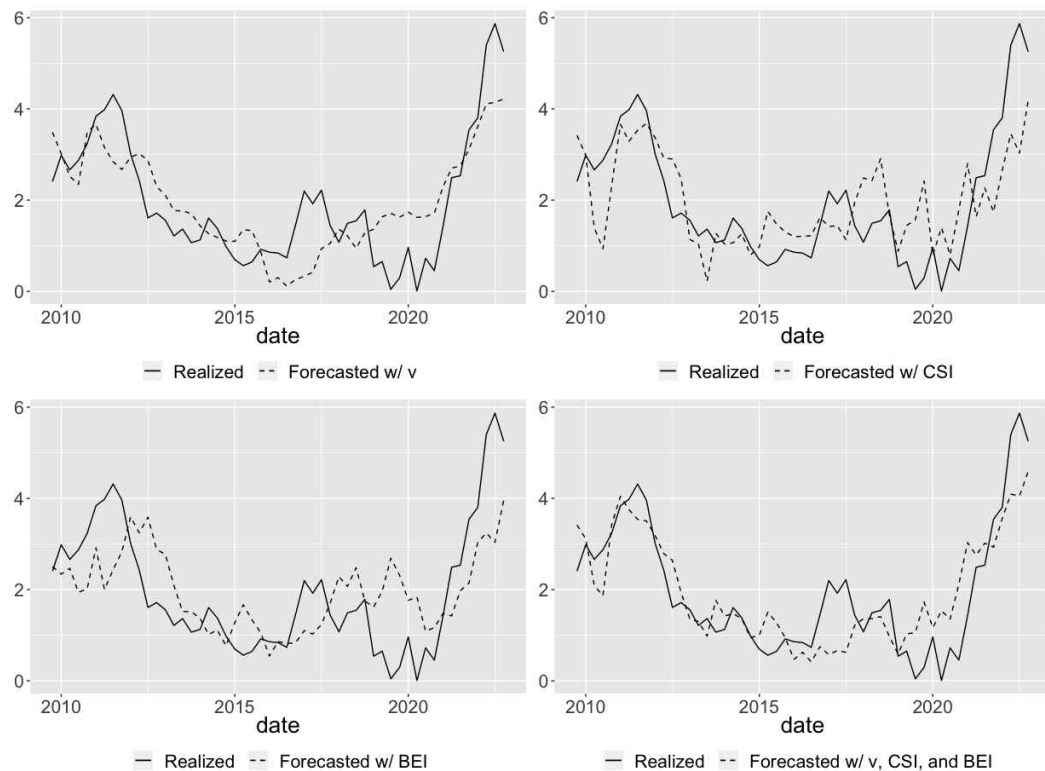 6
4
2
0
2010 2015 2020
date
Realized Forecasted w/ v
6
4
2
0
2010 2015 2020
date
Realized Forecasted w/ CSI
6
4
2
0
2010 2015 2020
date
Realized Forecasted w/ BEI
6
4
2
0
2010 2015 2020
date
Realized Forecasted w/ v, CSI, and BEI